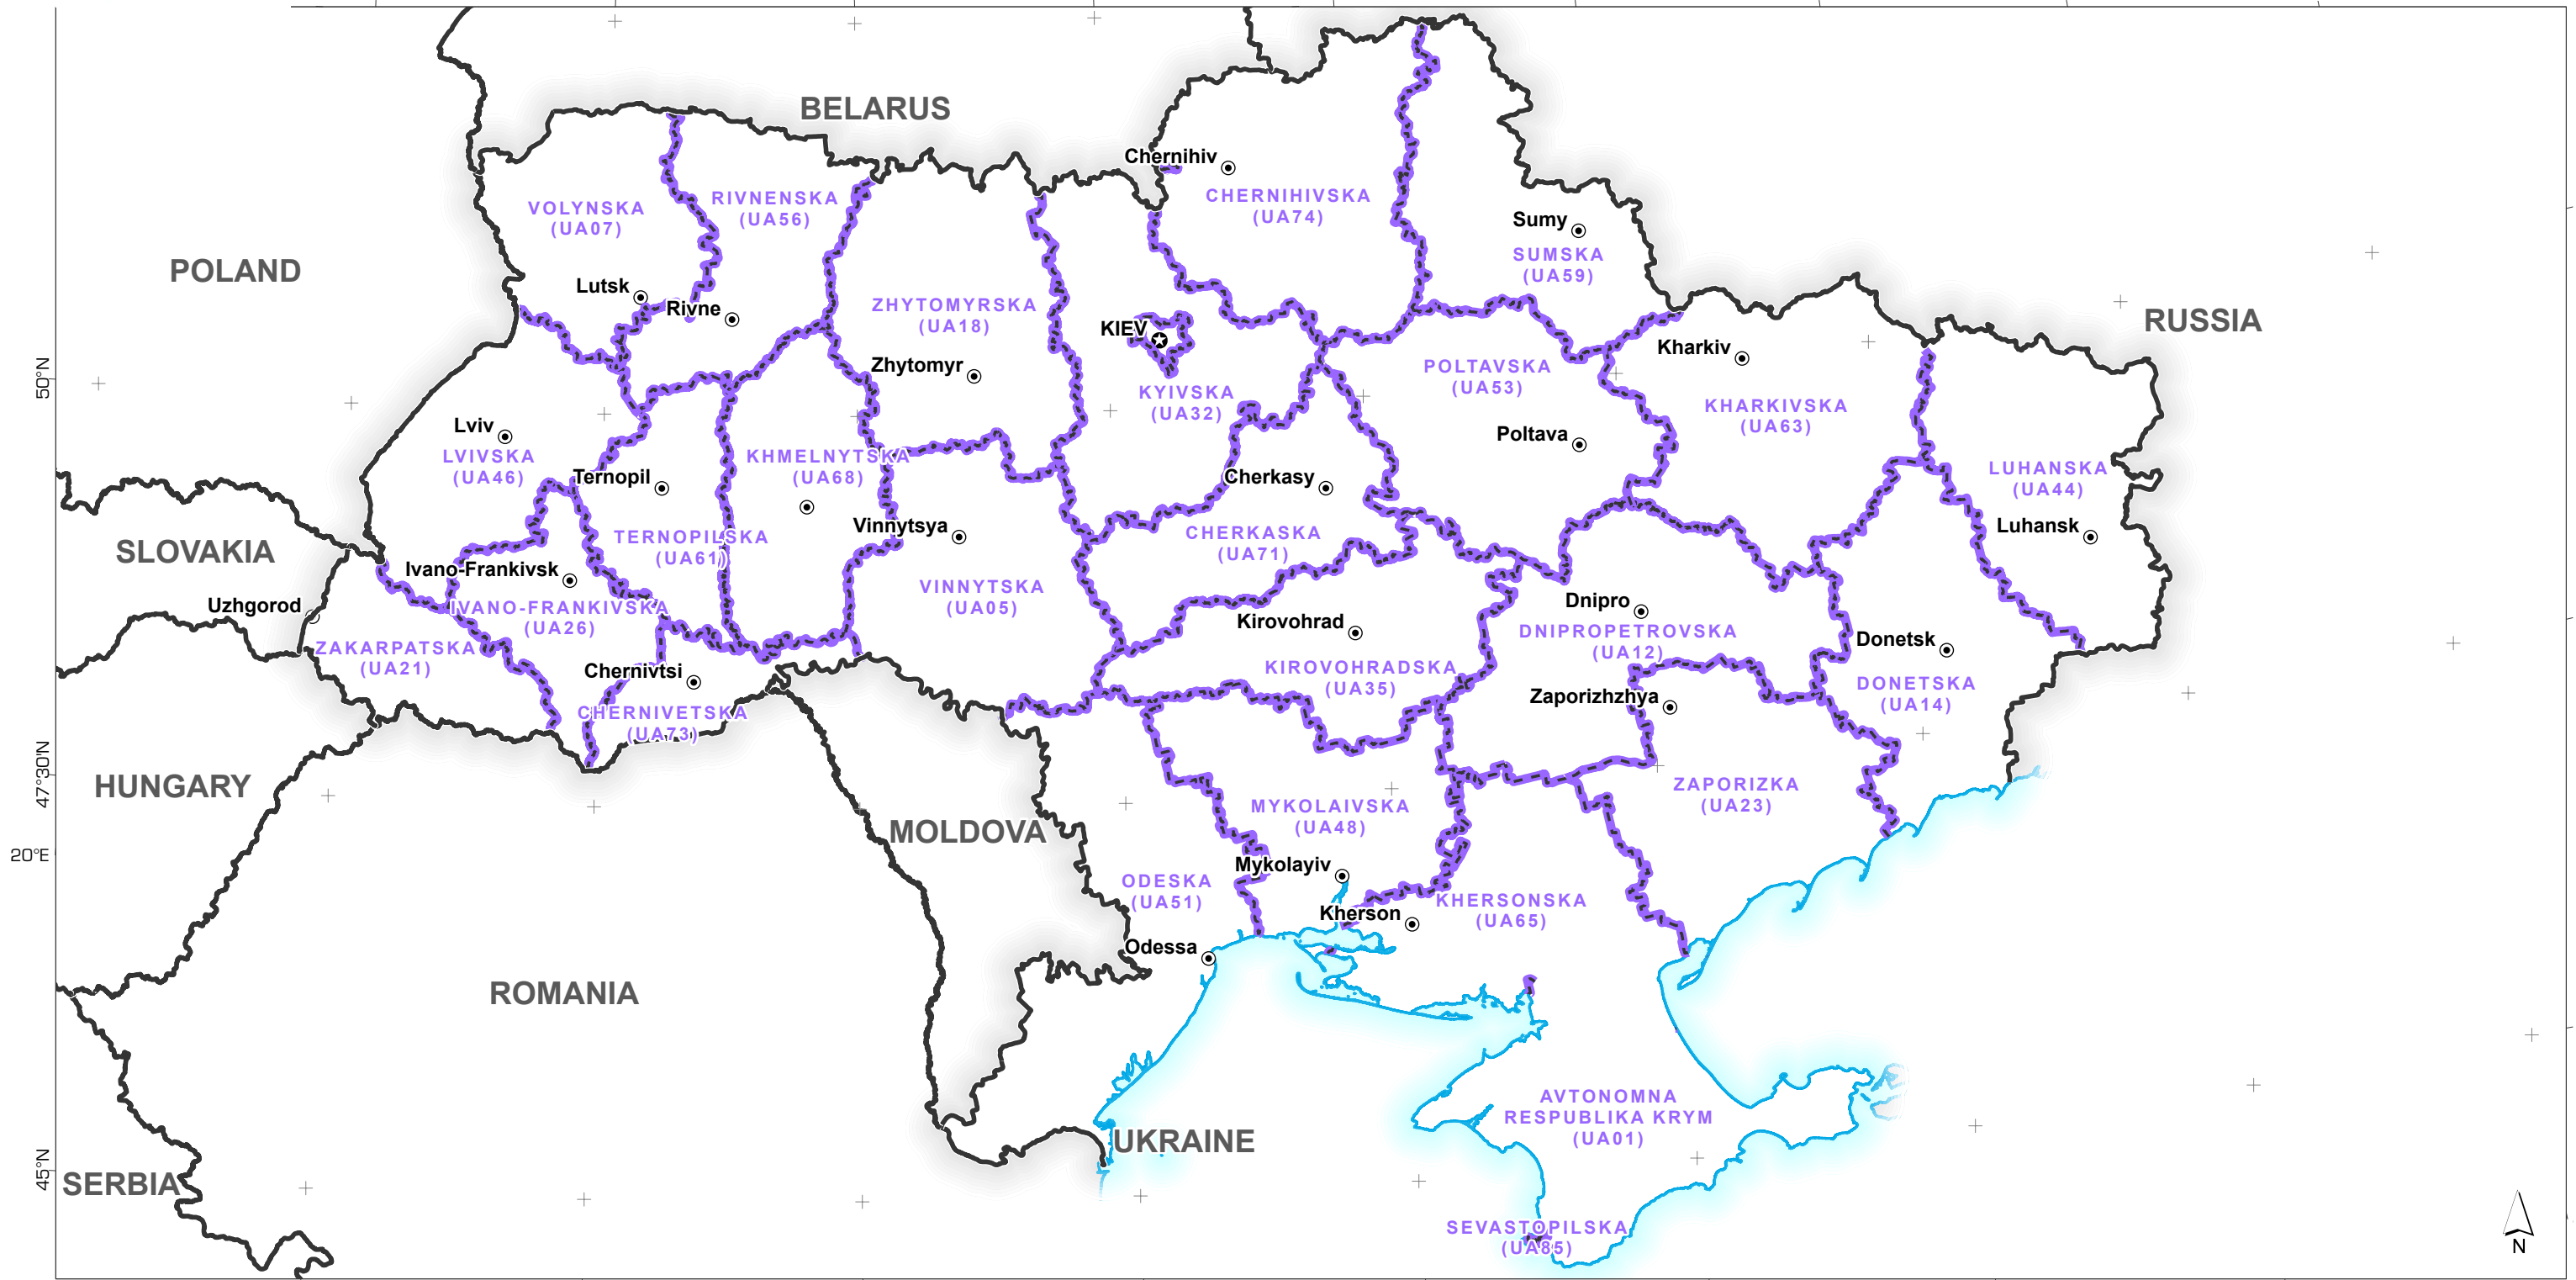 BELARUS
Chernihiv
CHERNIHIVSKA
(UA74)
VOLYNSKA
(UA07)
RIVNENSKA
(UA56)
Sumy
SUMSKA
(UA59)
POLAND
Lutsk
Rivne
ZHYTOMYRSKA
(UA18)
Zhytomyr
KIEV
KYIVSKA
(UA32)
POLTAVSKA
(UA53)
Kharkiv
KHARKIVSKA
(UA63)
RUSSIA
50°N
Lviv
LVIVSKA
(UA46)
Ternopil
KHMELNYTSKA
(UA68)
Cherkasy
Poltava
LUHANSKA
(UA44)
Luhansk
SLOVAKIA
TERNOPILSKA
(UA61)
Vinnytsya
CHERKASKA
(UA71)
Ivano-Frankivsk
IVANO-FRANKIVSKA
(UA26)
VINNYTSKA
(UA05)
Uzhgorod
ZAKARPATSKA
(UA21)
Kirovohrad
KIROVOHRADSKA
(UA35)
Dnipro
DNIPROPETROVSKA
(UA12)
Donetsk
DONETSKA
(UA14)
Chernivtsi
CHERNIVETSKA
(UA73)
Zaporizhzhya
ZAPORIZKA
(UA23)
47°30'N
HUNGARY
MOLDOVA
MYKOLAIVSKA
(UA48)
Mykolayiv
20°E
ODESKA
(UA51)
Kherson
KHERSONSKA
(UA65)
Odessa
ROMANIA
AVTONOMNA
RESPUBLIKA KRYM
(UA01)
UKRAINE
45°N
SERBIA
SEVASTOPILSKA
(UA85)
N